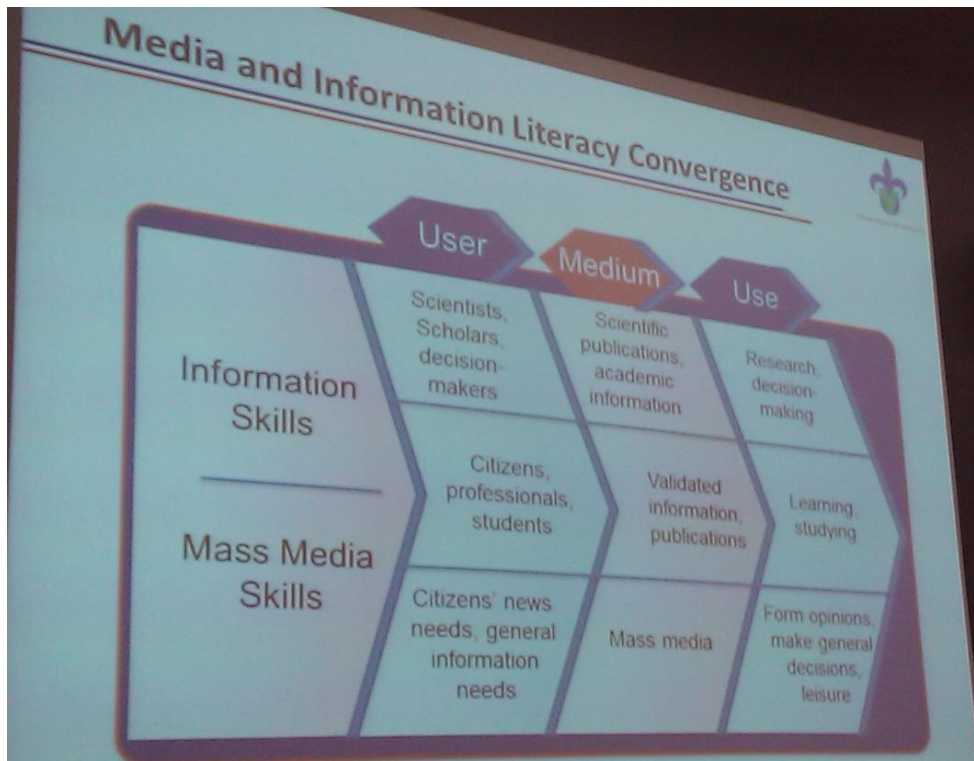 Media and Information Literacy Convergence
User
Medium
Use
Information
Skills
Mass Media
Skills
Scientists,
Scholars,
decision-
makers
Scientific
publications,
academic
information
Research,
decision-
making
Citizens,
professionals,
students
Validated
information,
publications
Learning,
studying
Citizens' news
needs, general
information
needs
Mass media
Form opinions,
make general
decisions,
leisure